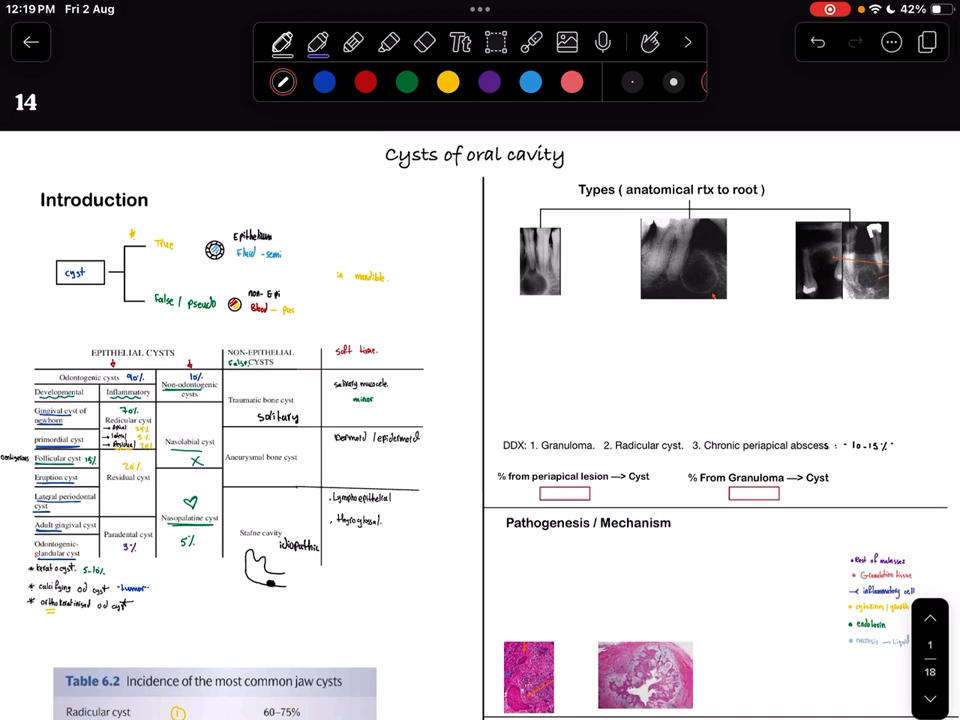 12:19 PM Fri 2 Aug
42%
14
Cysts of oral cavity
Introduction
cyst
True
Epithelium
Fluid - semi
False / pseudo
non- Epi
Blood - pus
in mandible.
EPITHELIAL CYSTS
NON-EPITHELIAL
False CYSTS
Soft tissue.
Odontogenic cysts 90%
10%
Non-odontogenic
cysts
Developmental
Inflammatory
Gingival cyst of
newborn
70%
Redicular cyst
lateral 5%
Residual
primordial cyst
Follicular cyst 15%
Eruption cyst
Lateral periodontal
cyst
Adult gingival cyst
Odontogenic-
glandular cyst
20%
Residual cyst
Paradental cyst
3%
Nasolabial cyst
X
Nasopalatine cyst
5%
Traumatic bone cyst
solitary
Aneurysmal bone cyst
Stafne cavity
idiopathic
salivary mucocele
minor
Dermoid / epidermoid
. Lymphoepithelial
. thyroglossal.
* keratocyst 5-10%
* calcifying od cyst - tumor-
* orthokeratinised od cyst
Table 6.2 Incidence of the most common jaw cysts
Radicular cyst 1 60–75%
Types ( anatomical rtx to root )
DDX: 1. Granuloma. 2. Radicular cyst. 3. Chronic periapical abscess : - 10-15%
% from periapical lesion —> Cyst
% From Granuloma —> Cyst
Pathogenesis / Mechanism
Rest of malassez
Granulation tissue
inflammatory cell
cytokines / growth
endotoxin
necrosis → Liquid
1
18